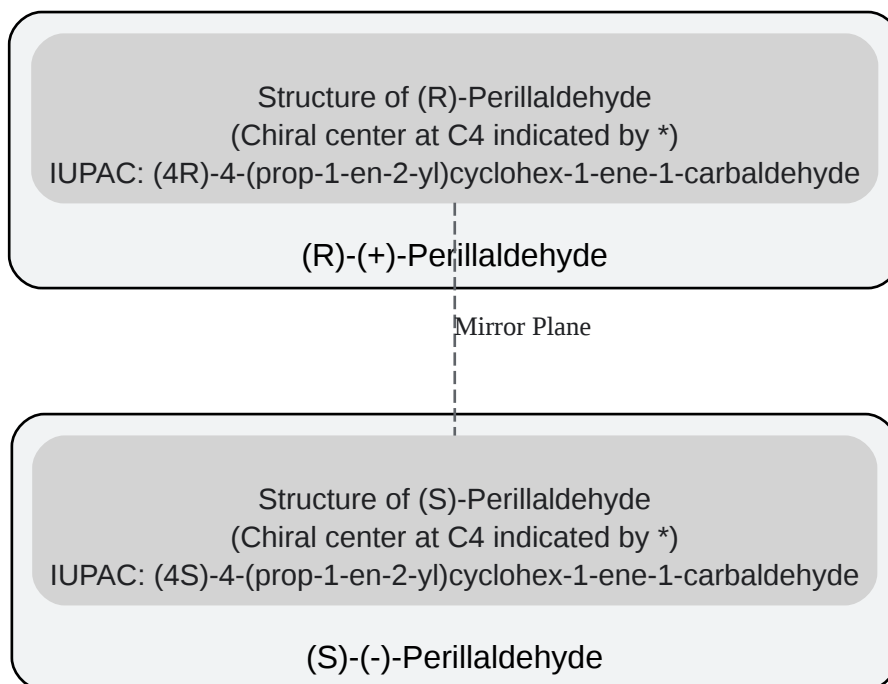 Structure of (R)-Perillaldehyde
(Chiral center at C4 indicated by *)
IUPAC: (4R)-4-(prop-1-en-2-yl)cyclohex-1-ene-1-carbaldehyde
(R)-(+)-Perillaldehyde
Mirror Plane
Structure of (S)-Perillaldehyde
(Chiral center at C4 indicated by *)
IUPAC: (4S)-4-(prop-1-en-2-yl)cyclohex-1-ene-1-carbaldehyde
(S)-(-)-Perillaldehyde